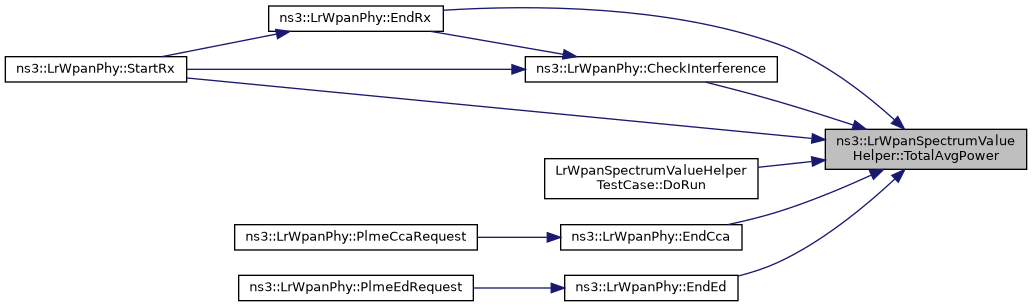 ns3::LrWpanPhy::EndRx
ns3::LrWpanPhy::StartRx
ns3::LrWpanPhy::CheckInterference
ns3::LrWpanSpectrumValue
Helper::TotalAvgPower
LrWpanSpectrumValueHelper
TestCase::DoRun
ns3::LrWpanPhy::PlmeCcaRequest
ns3::LrWpanPhy::EndCca
ns3::LrWpanPhy::PlmeEdRequest
ns3::LrWpanPhy::EndEd